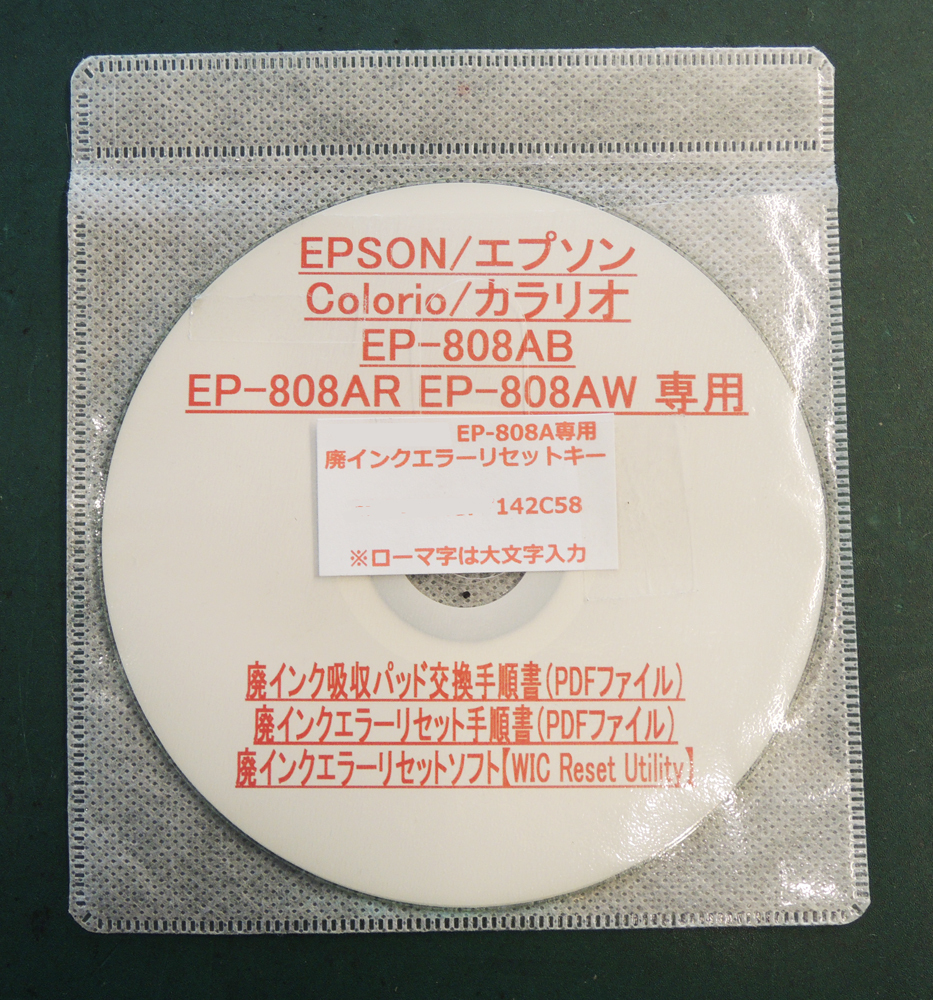 EPSON/エプソン
Colorio/カラリオ
EP-808AB
EP-808AR EP-808AW 専用
EP-808A専用
廃インクエラーリセットキー
142C58
※ローマ字は大文字入力
廃インク吸収パッド交換手順書(PDFファイル)
廃インクエラーリセット手順書(PDFファイル)
廃インクエラーリセットソフト【WIC Reset Utility】